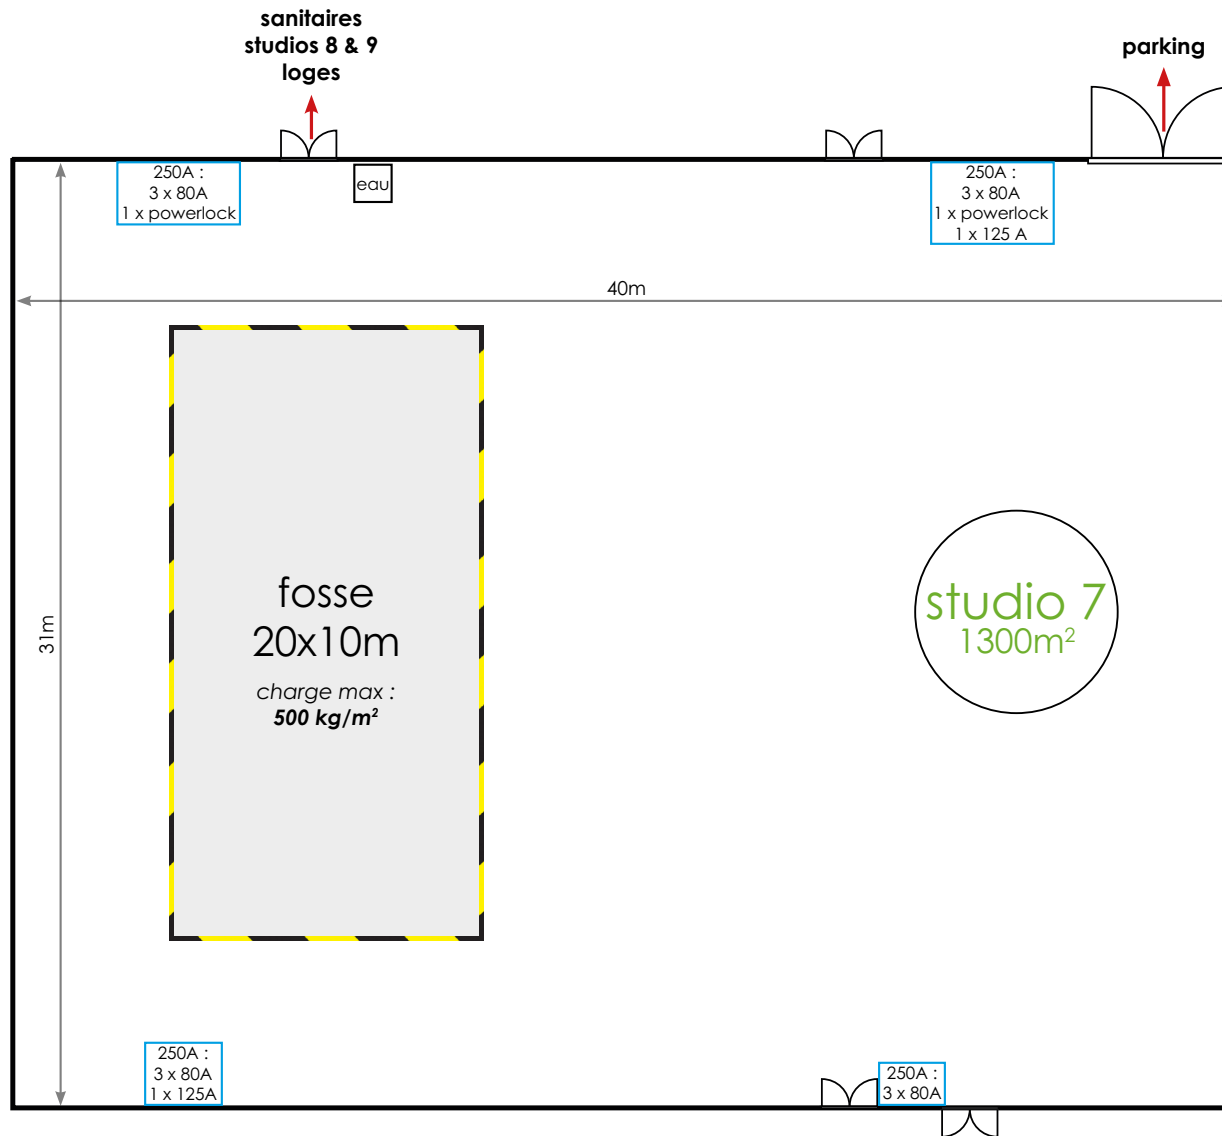 sanitaires
studios 8 & 9
loges
parking
250A :
3 x 80A
1 x powerlock
eau
250A :
3 x 80A
1 x powerlock
1 x 125 A
40m
31m
fosse
20x10m
charge max :
500 kg/m²
studio 7
1300m²
250A :
3 x 80A
1 x 125A
250A :
3 x 80A